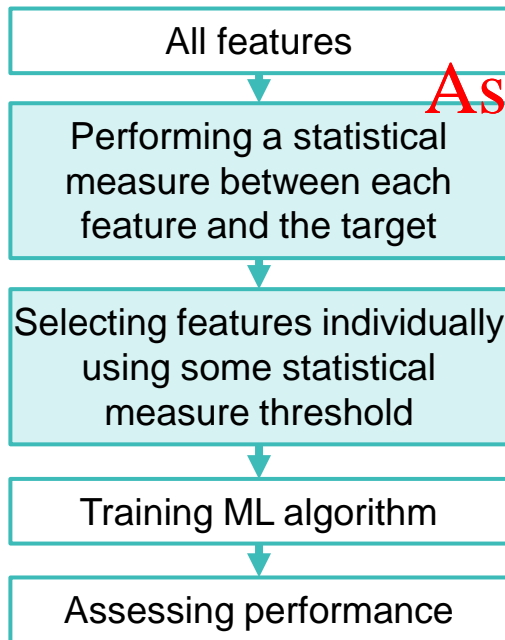 All features
As
Performing a statistical
measure between each
feature and the target
Selecting features individually
using some statistical
measure threshold
Training ML algorithm
Assessing performance